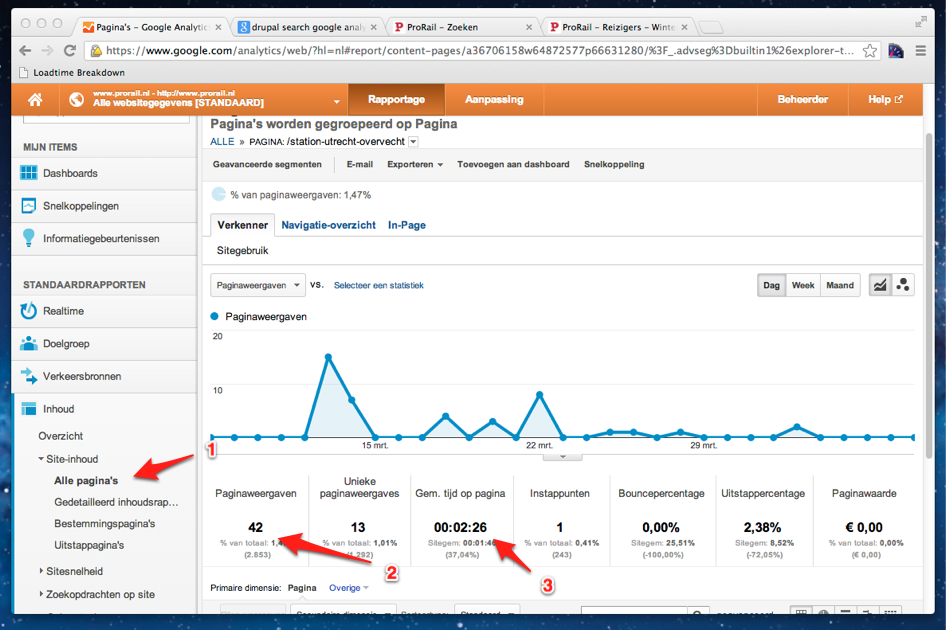 Pagina's – Google Analytic
drupal search google anal
ProRail – Zoeken
ProRail – Reizigers – Winte
https://www.google.com/analytics/web/?hl=nl#report/content-pages/a36706158w64872577p66631280/%3F_.advseg%3Dbuiltin1%26explorer-t...
Loadtime Breakdown
www.prorail.nl - http://www.prorail.nl
Alle websitegegevens [STANDAARD]
Rapportage
Aanpassing
Beheerder
Help
Pagina's worden gegroepeerd op Pagina
ALLE » PAGINA: /station-utrecht-overvecht
Geavanceerde segmenten
E-mail
Exporteren
Toevoegen aan dashboard
Snelkoppeling
% van paginaweergaven: 1,47%
Verkenner
Navigatie-overzicht
In-Page
Sitegebruik
Paginaweergaven
VS.
Selecteer een statistiek
Dag
Week
Maand
Paginaweergaven
20
10
15 mrt.
22 mrt.
29 mrt.
MIJN ITEMS
Dashboards
Snelkoppelingen
Informatiegebeurtenissen
STANDAARDRAPPORTEN
Realtime
Doelgroep
Verkeersbronnen
Inhoud
Overzicht
Site-inhoud
Alle pagina's
Gedetailleerd inhoudsrap...
Bestemmingspagina's
Uitstappagina's
Sitesnelheid
Zoekopdrachten op site
1
Paginaweergaven
42
% van totaal:
(2.853)
Unieke
paginaweergaves
13
% van totaal: 1,01%
(1.292)
2
Gem. tijd op pagina
00:02:26
Sitegem:
(37,04%)
3
Instappunten
1
% van totaal: 0,41%
(243)
Bouncepercentage
0,00%
Sitegem: 25,51%
(-100,00%)
Uitstappercentage
2,38%
Sitegem: 8,52%
(-72,05%)
Paginawaarde
€ 0,00
% van totaal: 0,00%
(€ 0,00)
Primaire dimensie: Pagina Overige